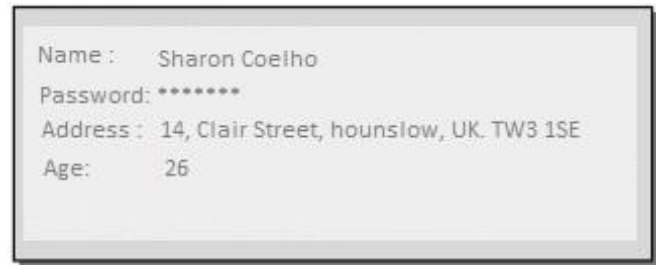 Name : Sharon Coelho
Password: *******
Address : 14, Clair Street, hounslow, UK. TW3 1SE
Age: 26